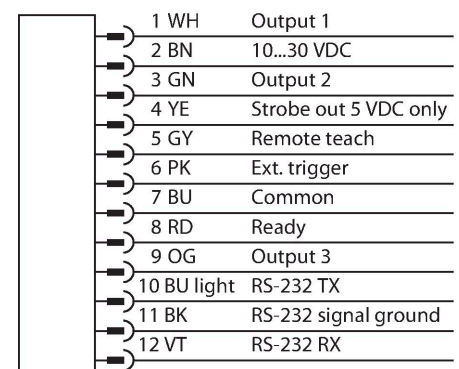 1 WH Output 1
2 BN 10...30 VDC
3 GN Output 2
4 YE Strobe out 5 VDC only
5 GY Remote teach
6 PK Ext. trigger
7 BU Common
8 RD Ready
9 OG Output 3
10 BU light RS-232 TX
11 BK RS-232 signal ground
12 VT RS-232 RX